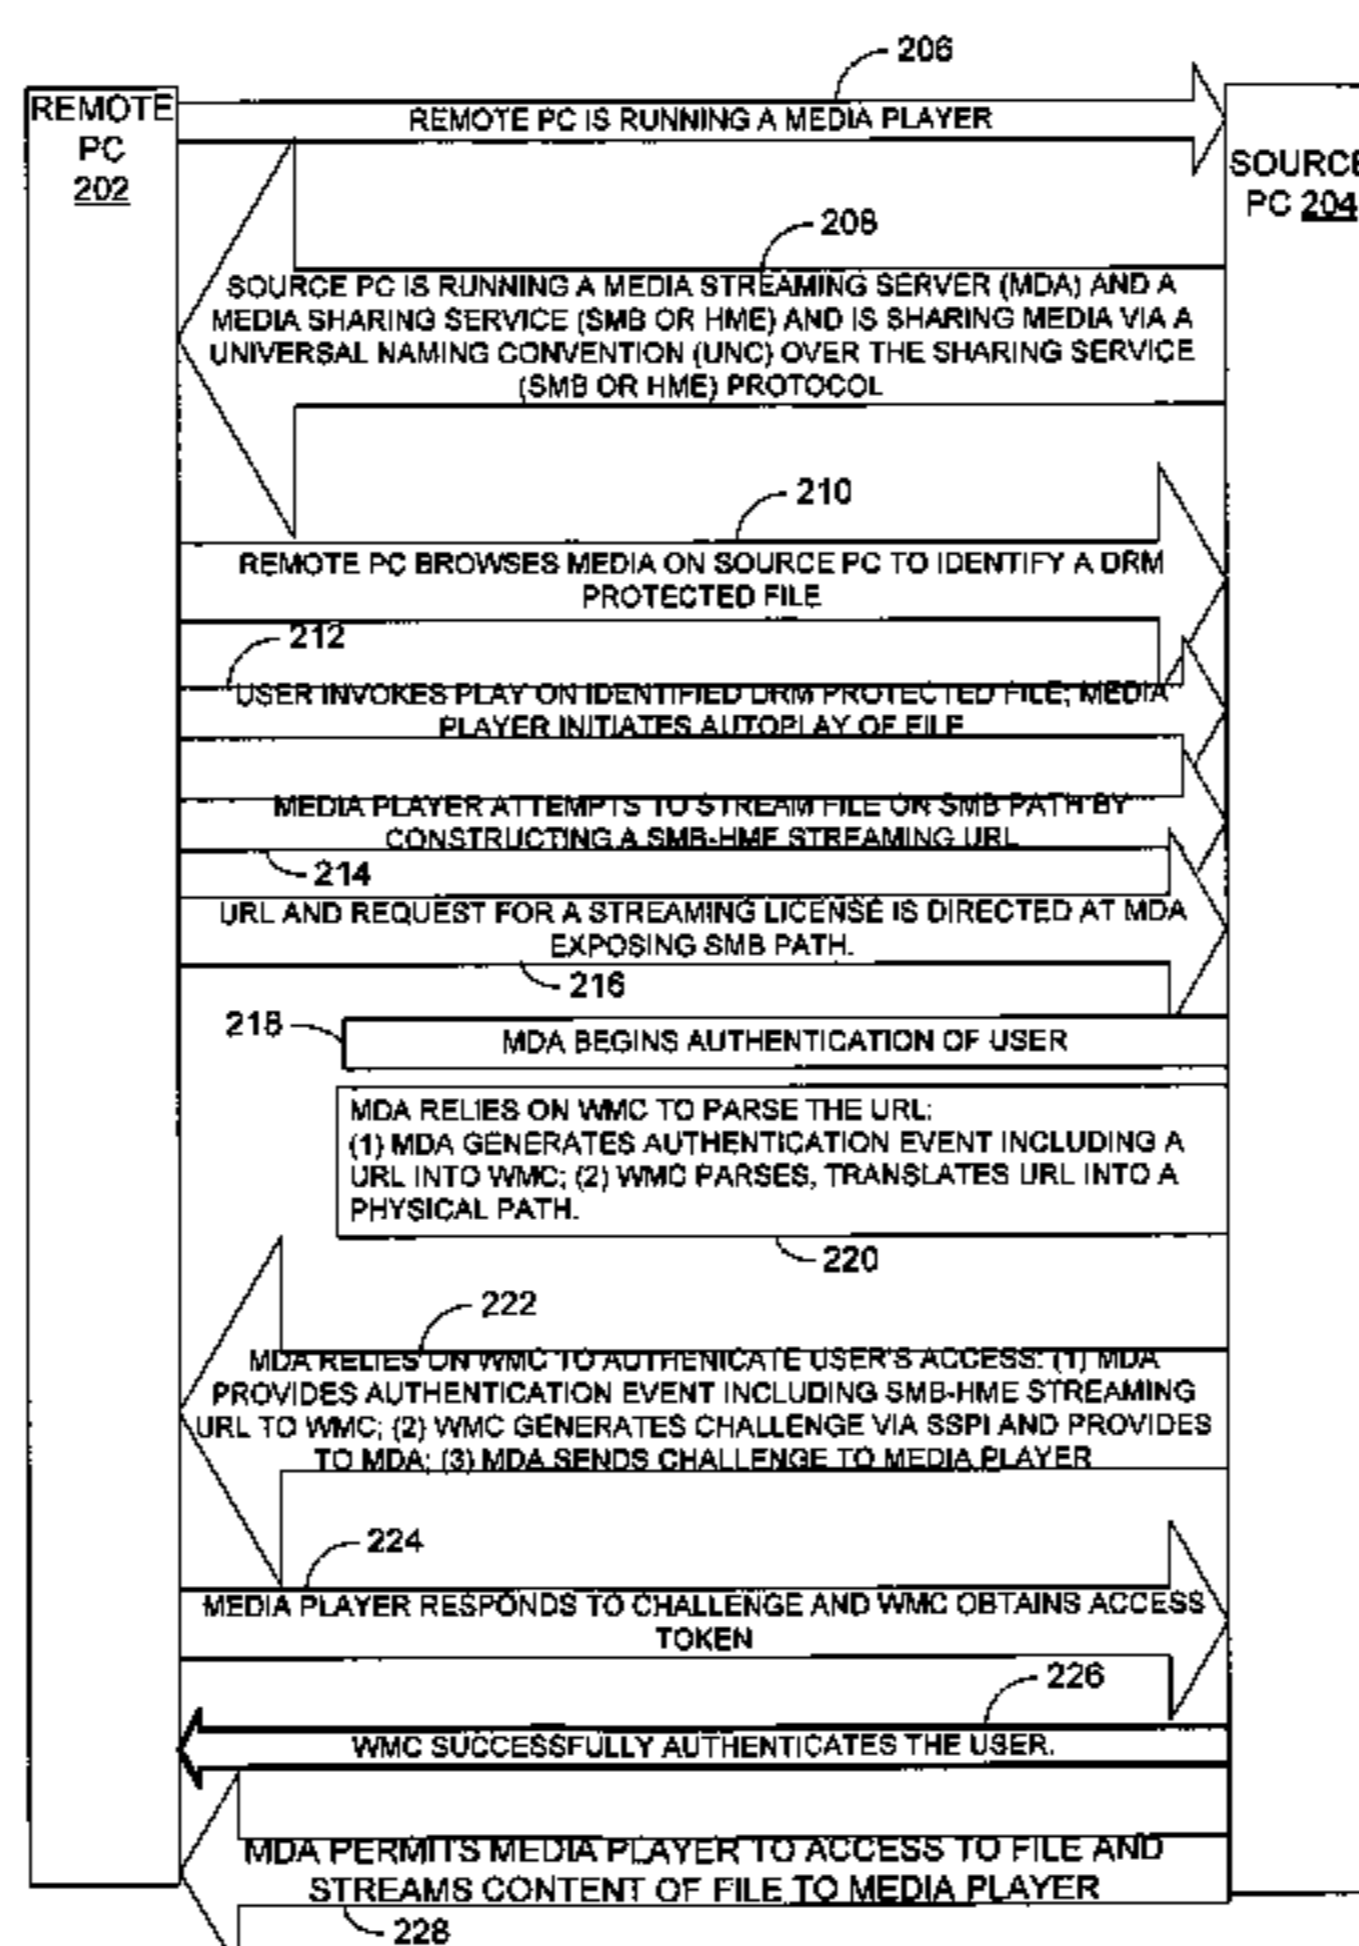 206
REMOTE
PC
202
REMOTE PC IS RUNNING A MEDIA PLAYER
SOURCE
PC 204
208
SOURCE PC IS RUNNING A MEDIA STREAMING SERVER (MDA) AND A
MEDIA SHARING SERVICE (SMB OR HME) AND IS SHARING MEDIA VIA A
UNIVERSAL NAMING CONVENTION (UNC) OVER THE SHARING SERVICE
(SMB OR HME) PROTOCOL
210
REMOTE PC BROWSES MEDIA ON SOURCE PC TO IDENTIFY A DRM
PROTECTED FILE
212
USER INVOKES PLAY ON IDENTIFIED DRM PROTECTED FILE; MEDIA
PLAYER INITIATES AUTOPLAY OF FILE
MEDIA PLAYER ATTEMPTS TO STREAM FILE ON SMB PATH BY
CONSTRUCTING A SMB-HME STREAMING URL
214
URL AND REQUEST FOR A STREAMING LICENSE IS DIRECTED AT MDA
EXPOSING SMB PATH.
216
218
MDA BEGINS AUTHENTICATION OF USER
MDA RELIES ON WMC TO PARSE THE URL:
(1) MDA GENERATES AUTHENTICATION EVENT INCLUDING A
URL INTO WMC; (2) WMC PARSES, TRANSLATES URL INTO A
PHYSICAL PATH.
220
222
MDA RELIES ON WMC TO AUTHENICATE USER'S ACCESS: (1) MDA
PROVIDES AUTHENTICATION EVENT INCLUDING SMB-HME STREAMING
URL TO WMC; (2) WMC GENERATES CHALLENGE VIA SSPI AND PROVIDES
TO MDA; (3) MDA SENDS CHALLENGE TO MEDIA PLAYER
224
MEDIA PLAYER RESPONDS TO CHALLENGE AND WMC OBTAINS ACCESS
TOKEN
226
WMC SUCCESSFULLY AUTHENTICATES THE USER.
MDA PERMITS MEDIA PLAYER TO ACCESS TO FILE AND
STREAMS CONTENT OF FILE TO MEDIA PLAYER
228